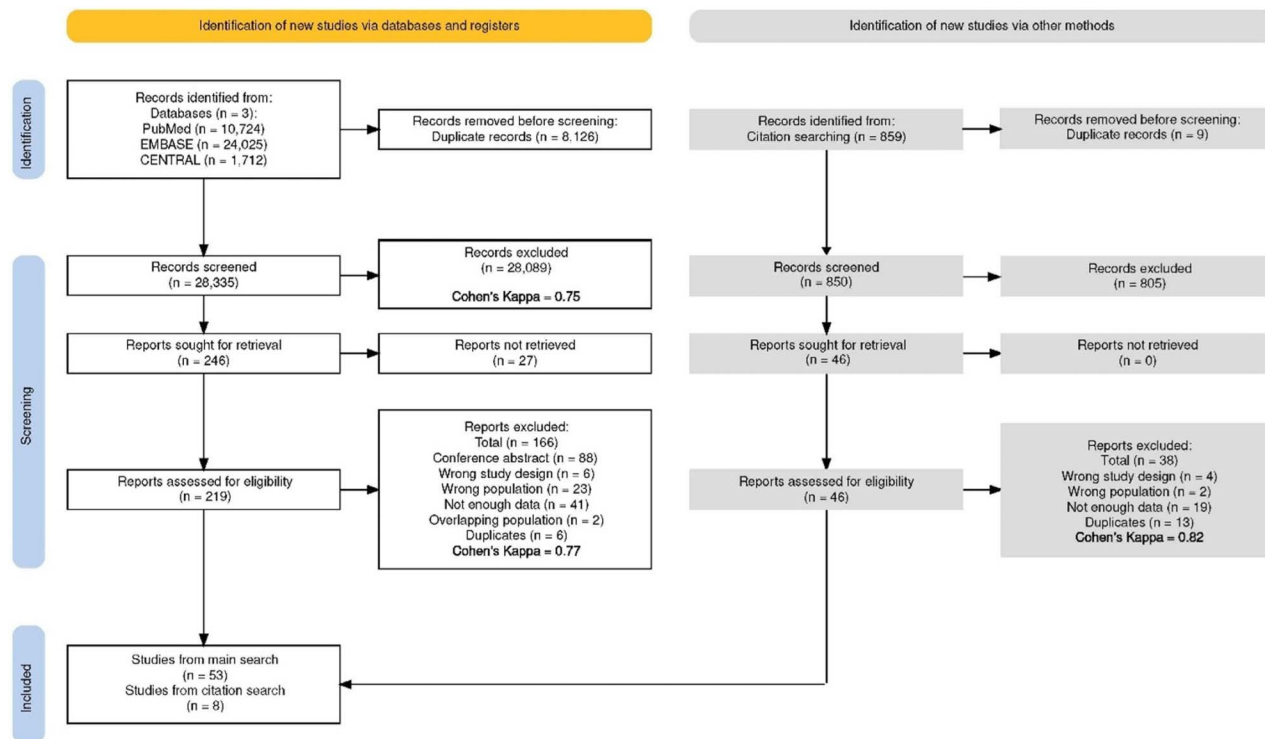 Identification of new studies via databases and registers
Identification of new studies via other methods
Identification
Records identified from:
Databases (n = 3):
PubMed (n = 10,724)
EMBASE (n = 24,025)
CENTRAL (n = 1,712)
Records removed before screening:
Duplicate records (n = 8,126)
Records identified from:
Citation searching (n = 859)
Records removed before screening:
Duplicate records (n = 9)
Screening
Records screened
(n = 28,335)
Records excluded
(n = 28,089)
Cohen's Kappa = 0.75
Records screened
(n = 850)
Records excluded
(n = 805)
Reports sought for retrieval
(n = 246)
Reports not retrieved
(n = 27)
Reports sought for retrieval
(n = 46)
Reports not retrieved
(n = 0)
Reports assessed for eligibility
(n = 219)
Reports excluded:
Total (n = 166)
Conference abstract (n = 88)
Wrong study design (n = 6)
Wrong population (n = 23)
Not enough data (n = 41)
Overlapping population (n = 2)
Duplicates (n = 6)
Cohen's Kappa = 0.77
Reports assessed for eligibility
(n = 46)
Reports excluded:
Total (n = 38)
Wrong study design (n = 4)
Wrong population (n = 2)
Not enough data (n = 19)
Duplicates (n = 13)
Cohen's Kappa = 0.82
Included
Studies from main search
(n = 53)
Studies from citation search
(n = 8)